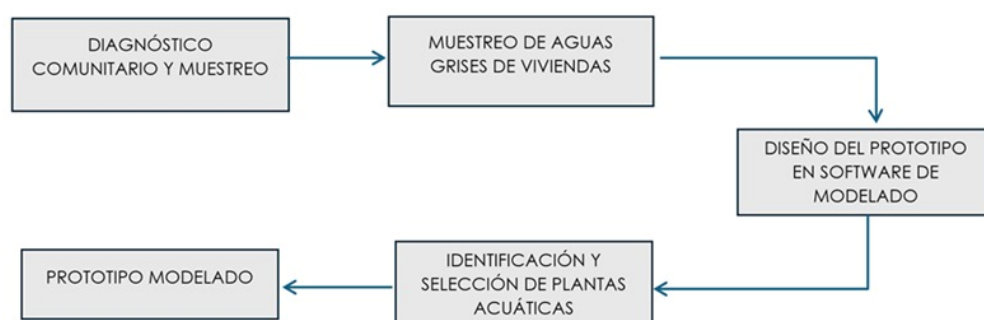 DIAGNÓSTICO
COMUNITARIO Y MUESTREO
MUESTREO DE AGUAS
GRISES DE VIVIENDAS
DISEÑO DEL PROTOTIPO
EN SOFTWARE DE
MODELADO
IDENTIFICACIÓN Y
SELECCIÓN DE PLANTAS
ACUÁTICAS
PROTOTIPO MODELADO